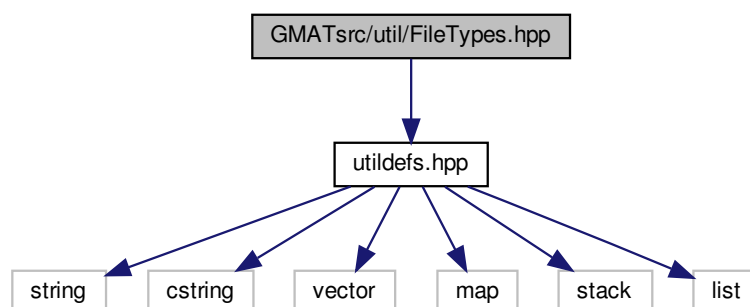 GMATsrc/util/FileTypes.hpp
utildefs.hpp
string cstring vector map stack list